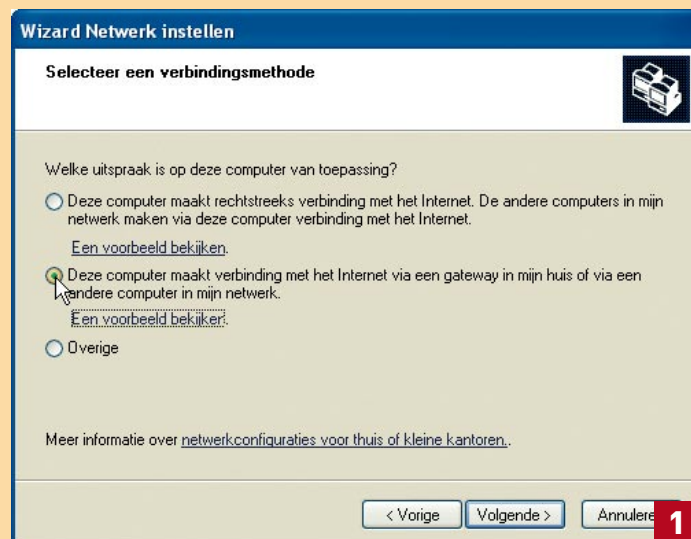 Wizard Netwerk instellen
Selecteer een verbindingsmethode
Welke uitspraak is op deze computer van toepassing?
Deze computer maakt rechtstreeks verbinding met het Internet. De andere computers in mijn
netwerk maken via deze computer verbinding met het Internet.
Een voorbeeld bekijken.
Deze computer maakt verbinding met het Internet via een gateway in mijn huis of via een
andere computer in mijn netwerk.
Een voorbeeld bekijken.
Overige
Meer informatie over netwerkconfiguraties voor thuis of kleine kantoren..
< Vorige Volgende > 
1